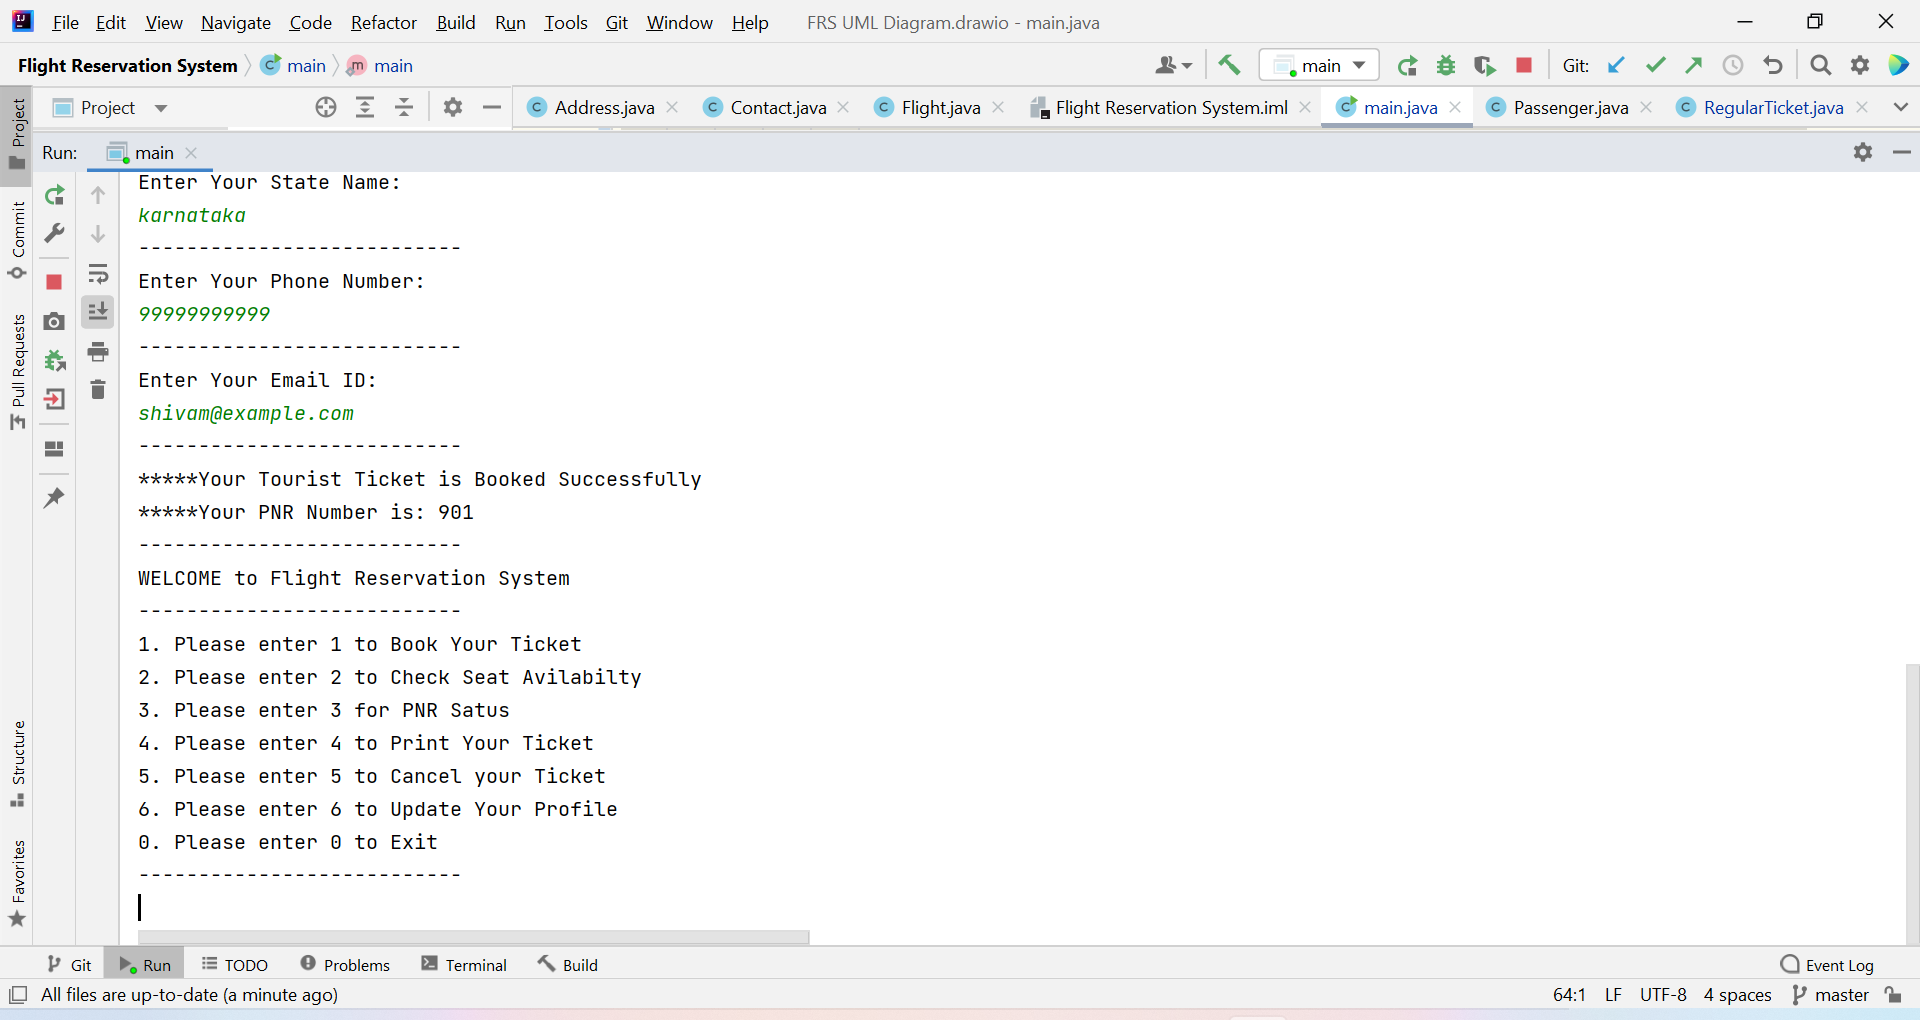 File Edit View Navigate Code Refactor Build Run Tools Git Window Help FRS UML Diagram.drawio - main.java
Flight Reservation System main main main Git:
Project Address.java Contact.java Flight.java Flight Reservation System.iml main.java Passenger.java RegularTicket.java
Run: main
Project
Commit
Pull Requests
Structure
Favorites
Enter Your State Name:
karnataka
---------------------------
Enter Your Phone Number:
99999999999
---------------------------
Enter Your Email ID:
shivam@example.com
---------------------------
*****Your Tourist Ticket is Booked Successfully
*****Your PNR Number is: 901
---------------------------
WELCOME to Flight Reservation System
---------------------------
1. Please enter 1 to Book Your Ticket
2. Please enter 2 to Check Seat Avilabilty
3. Please enter 3 for PNR Satus
4. Please enter 4 to Print Your Ticket
5. Please enter 5 to Cancel your Ticket
6. Please enter 6 to Update Your Profile
0. Please enter 0 to Exit
---------------------------
Git Run TODO Problems Terminal Build Event Log
All files are up-to-date (a minute ago) 64:1 LF UTF-8 4 spaces master